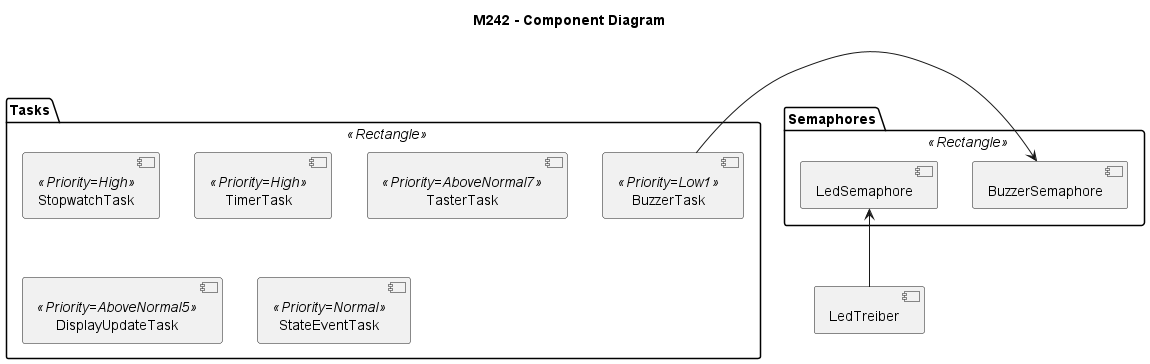 M242 - Component Diagram
Tasks
«Rectangle»
«Priority=High»
StopwatchTask
«Priority=High»
TimerTask
«Priority=AboveNormal7»
TasterTask
«Priority=Low1»
BuzzerTask
«Priority=AboveNormal5»
DisplayUpdateTask
«Priority=Normal»
StateEventTask
Semaphores
«Rectangle»
LedSemaphore
BuzzerSemaphore
LedTreiber